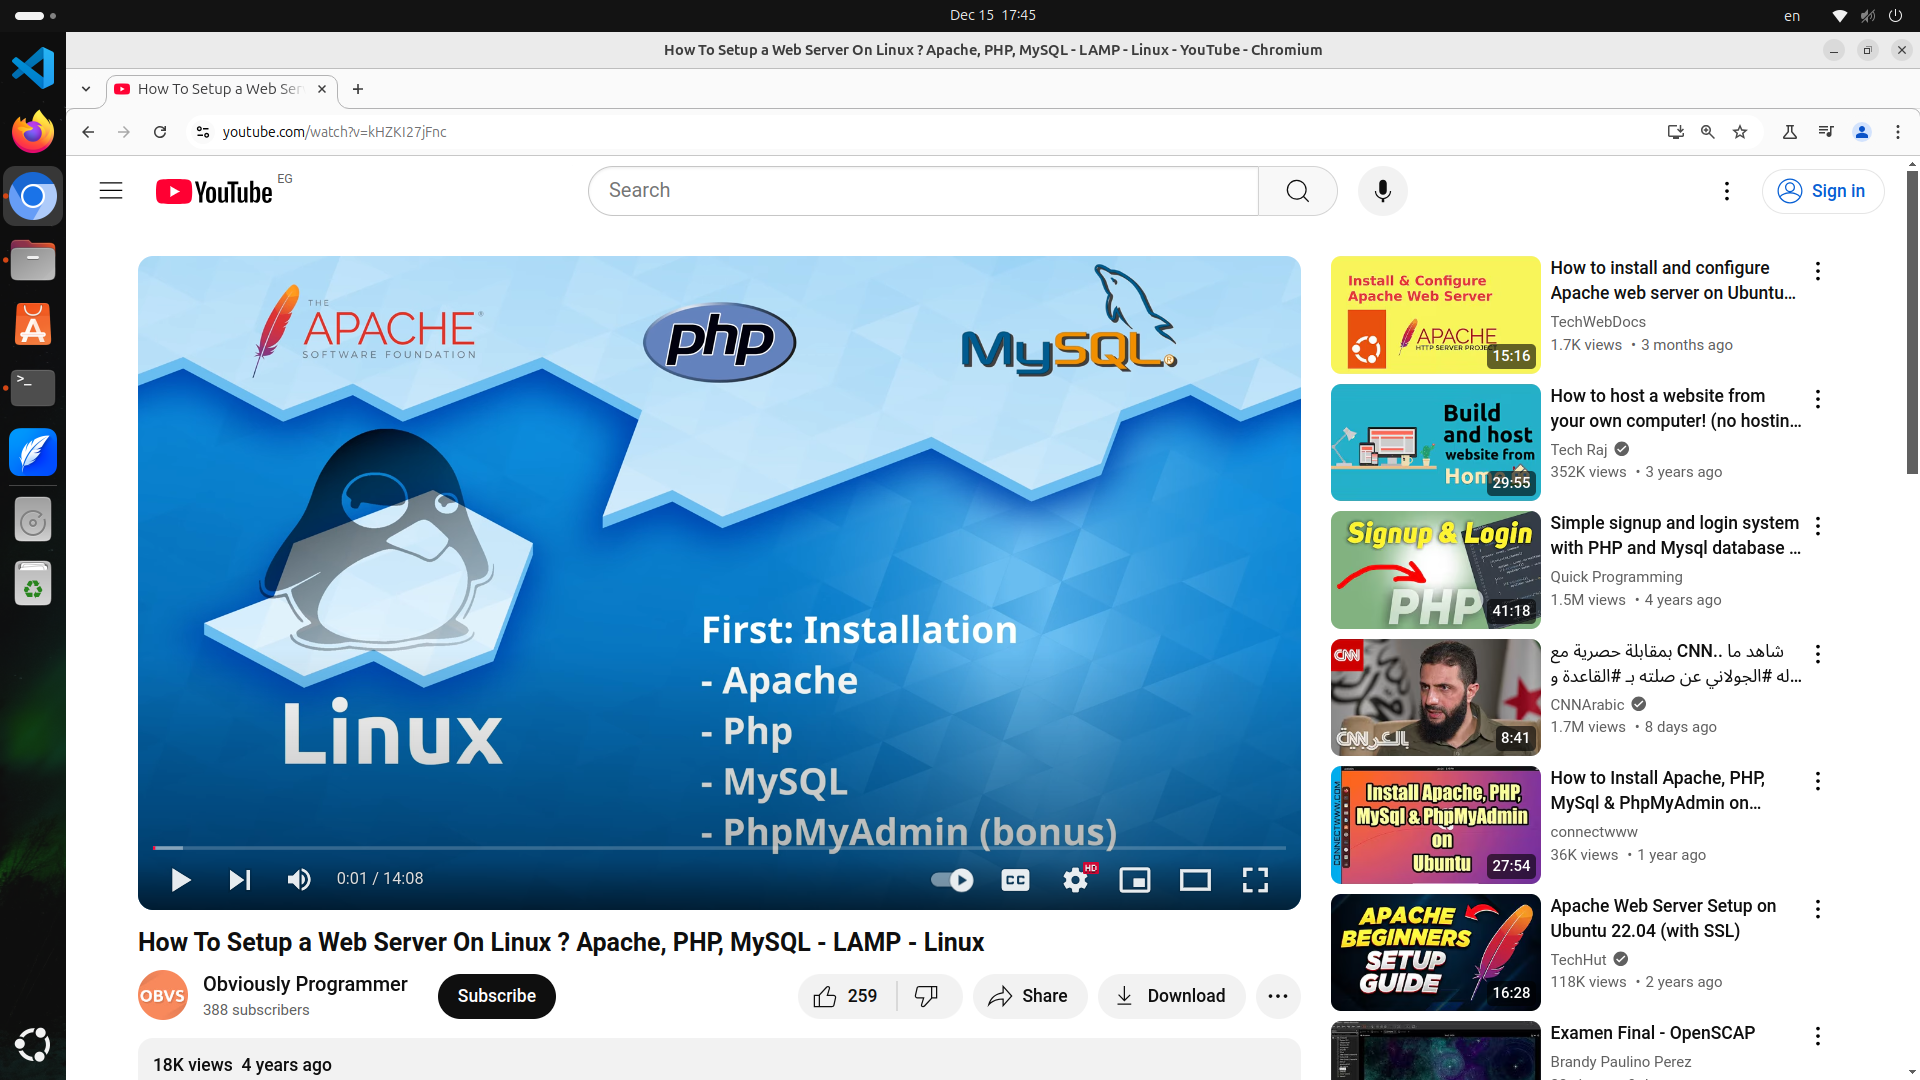 Dec 15 17:45
en
How To Setup a Web Server On Linux ? Apache, PHP, MySQL - LAMP - Linux - YouTube - Chromium
How To Setup a Web Ser
youtube.com/watch?v=kHZKI27jFnc
YouTube
EG
Search
Sign in
THE
APACHE
SOFTWARE FOUNDATION
php
MySQL
Linux
First: Installation
- Apache
- Php
- MySQL
- PhpMyAdmin (bonus)
0:01 / 14:08
CC
HD
How To Setup a Web Server On Linux ? Apache, PHP, MySQL - LAMP - Linux
OBVS
Obviously Programmer
388 subscribers
Subscribe
259
Share
Download
18K views 4 years ago
Install & Configure
Apache Web Server
APACHE
HTTP SERVER PROJECT
15:16
How to install and configure
Apache web server on Ubuntu...
TechWebDocs
1.7K views • 3 months ago
Build
and host
website from
Home
29:55
How to host a website from
your own computer! (no hostin...
Tech Raj
352K views • 3 years ago
Signup & Login
PHP
41:18
Simple signup and login system
with PHP and Mysql database ...
Quick Programming
1.5M views • 4 years ago
CNN
CNN بالعربية
8:41
شاهد ما ..CNN بمقابلة حصرية مع
...له #الجولاني عن صلته بـ #القاعدة و
CNNArabic
1.7M views • 8 days ago
CONNECTWWW.COM
Install Apache, PHP,
MySql & PhpMyAdmin
on
Ubuntu
27:54
How to Install Apache, PHP,
MySql & PhpMyAdmin on...
connectwww
36K views • 1 year ago
APACHE
BEGINNERS
SETUP
GUIDE
16:28
Apache Web Server Setup on
Ubuntu 22.04 (with SSL)
TechHut
118K views • 2 years ago
Examen Final - OpenSCAP
Brandy Paulino Perez